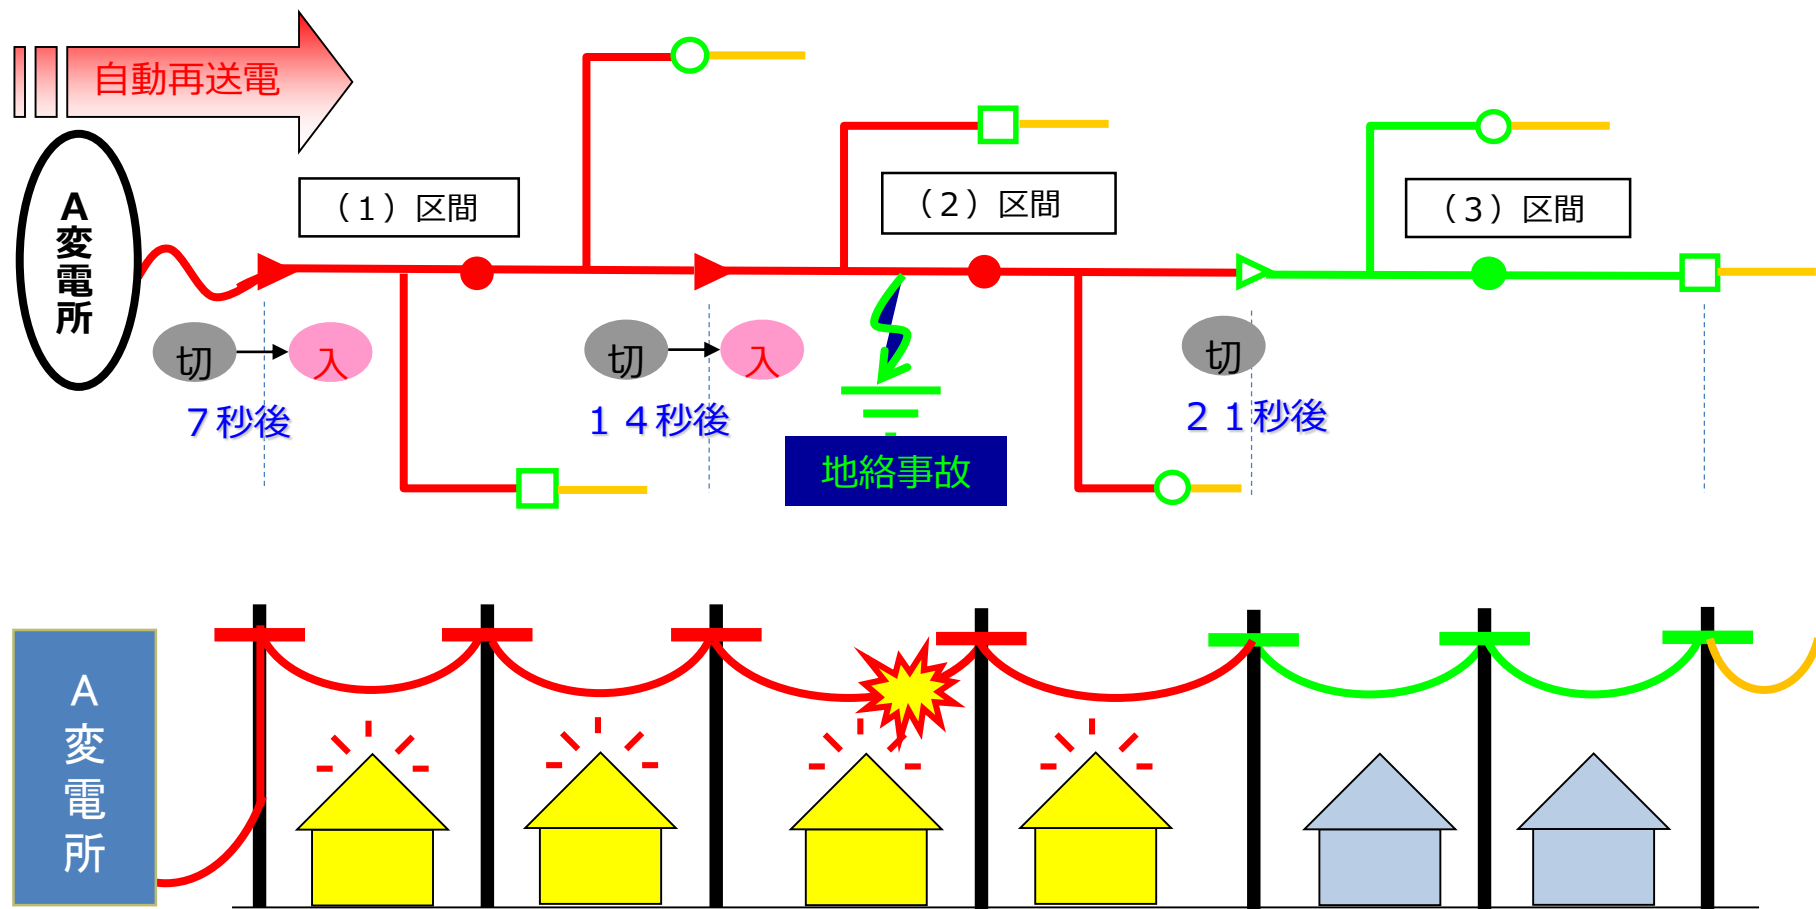 自動再送電
A変電所
（１）区間
（２）区間
（３）区間
切
入
切
入
切
７秒後
１４秒後
２１秒後
地絡事故
A変電所